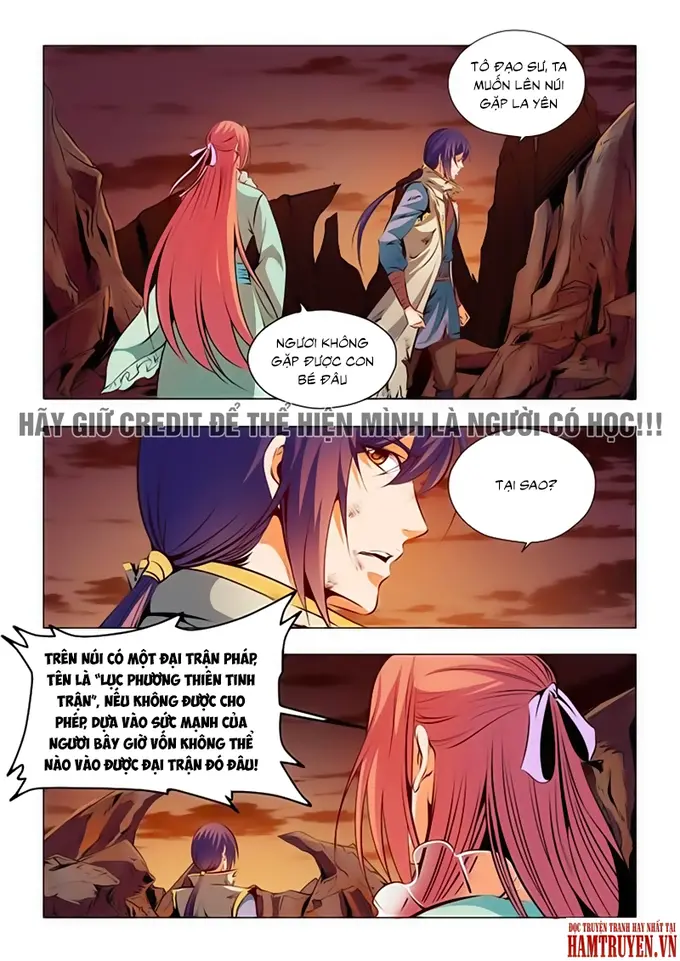 TÔ ĐẠO SƯ, TA
MUỐN LÊN NÚI
GẶP LA YÊN
NGƯƠI KHÔNG
GẶP ĐƯỢC CON
BÉ ĐÂU
HÃY GIỮ CREDIT ĐỂ THỂ HIỆN MÌNH LÀ NGƯỜI CÓ HỌC!!!
TẠI SAO?
TRÊN NÚI CÓ MỘT ĐẠI TRẬN PHÁP,
TÊN LÀ "LỤC PHƯƠNG THIÊN TINH
TRẬN", NẾU KHÔNG ĐƯỢC CHO
PHÉP, DỰA VÀO SỨC MẠNH CỦA
NGƯƠI BÂY GIỜ VỐN KHÔNG THỂ
NÀO VÀO ĐƯỢC ĐẠI TRẬN ĐÓ ĐÂU!
ĐỌC TRUYỆN TRANH HAY NHẤT TẠI
HAMTRUYEN.VN